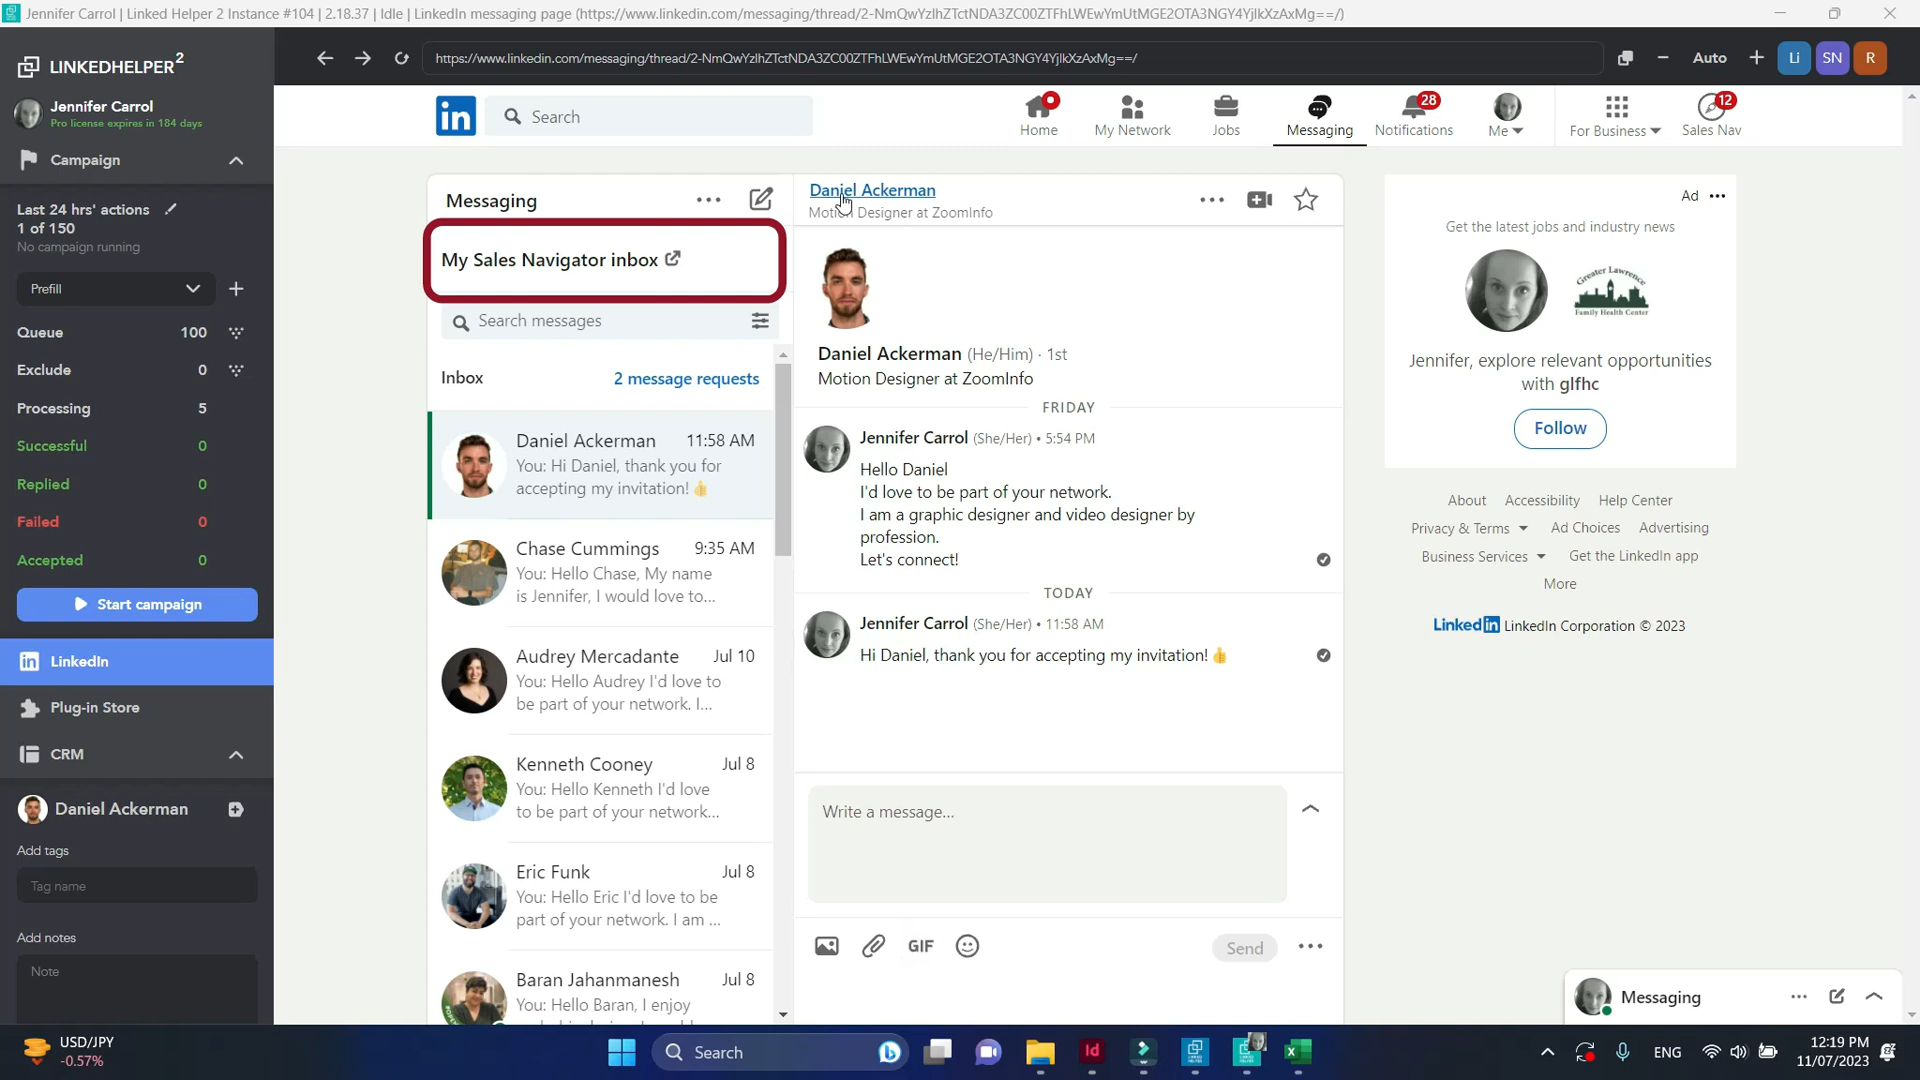 Jennifer Carrol | Linked Helper 2 Instance #104 | 2.18.37 | Idle | LinkedIn messaging page (https://www.linkedin.com/messaging/thread/2-NmQwYzlhZTctNDA3ZC00ZTFhLWEwYmUtMGE2OTA3NGY4YjlkXzAxMg==/)
LINKEDHELPER2
https://www.linkedin.com/messaging/thread/2-NmQwYzlhZTctNDA3ZC00ZTFhLWEwYmUtMGE2OTA3NGY4YjlkXzAxMg==/
Auto
Li
SN
R
Jennifer Carrol
Pro license expires in 184 days
Campaign
Last 24 hrs' actions
1 of 150
No campaign running
Prefill
Queue 100
Exclude 0
Processing 5
Successful 0
Replied 0
Failed 0
Accepted 0
Start campaign
LinkedIn
Plug-in Store
CRM
Daniel Ackerman
Add tags
Tag name
Add notes
Note
in
Search
Home
My Network
Jobs
Messaging
28
Notifications
Me
For Business
12
Sales Nav
Messaging
My Sales Navigator inbox
Search messages
Inbox
2 message requests
Daniel Ackerman 11:58 AM
You: Hi Daniel, thank you for
accepting my invitation! 👍
Chase Cummings 9:35 AM
You: Hello Chase, My name
is Jennifer, I would love to...
Audrey Mercadante Jul 10
You: Hello Audrey I'd love to
be part of your network. I...
Kenneth Cooney Jul 8
You: Hello Kenneth I'd love
to be part of your network...
Eric Funk Jul 8
You: Hello Eric I'd love to be
part of your network. I am ...
Baran Jahanmanesh Jul 8
You: Hello Baran, I enjoy
Daniel Ackerman
Motion Designer at ZoomInfo
Daniel Ackerman (He/Him) · 1st
Motion Designer at ZoomInfo
FRIDAY
Jennifer Carrol (She/Her) • 5:54 PM
Hello Daniel
I'd love to be part of your network.
I am a graphic designer and video designer by
profession.
Let's connect!
TODAY
Jennifer Carrol (She/Her) • 11:58 AM
Hi Daniel, thank you for accepting my invitation! 👍
Write a message...
GIF
Send
Ad
Get the latest jobs and industry news
Greater Lawrence
Family Health Center
Jennifer, explore relevant opportunities
with glfhc
Follow
About Accessibility Help Center
Privacy & Terms Ad Choices Advertising
Business Services Get the LinkedIn app
More
LinkedIn LinkedIn Corporation © 2023
Messaging
USD/JPY
-0.57%
Search
Id
ENG
12:19 PM
11/07/2023